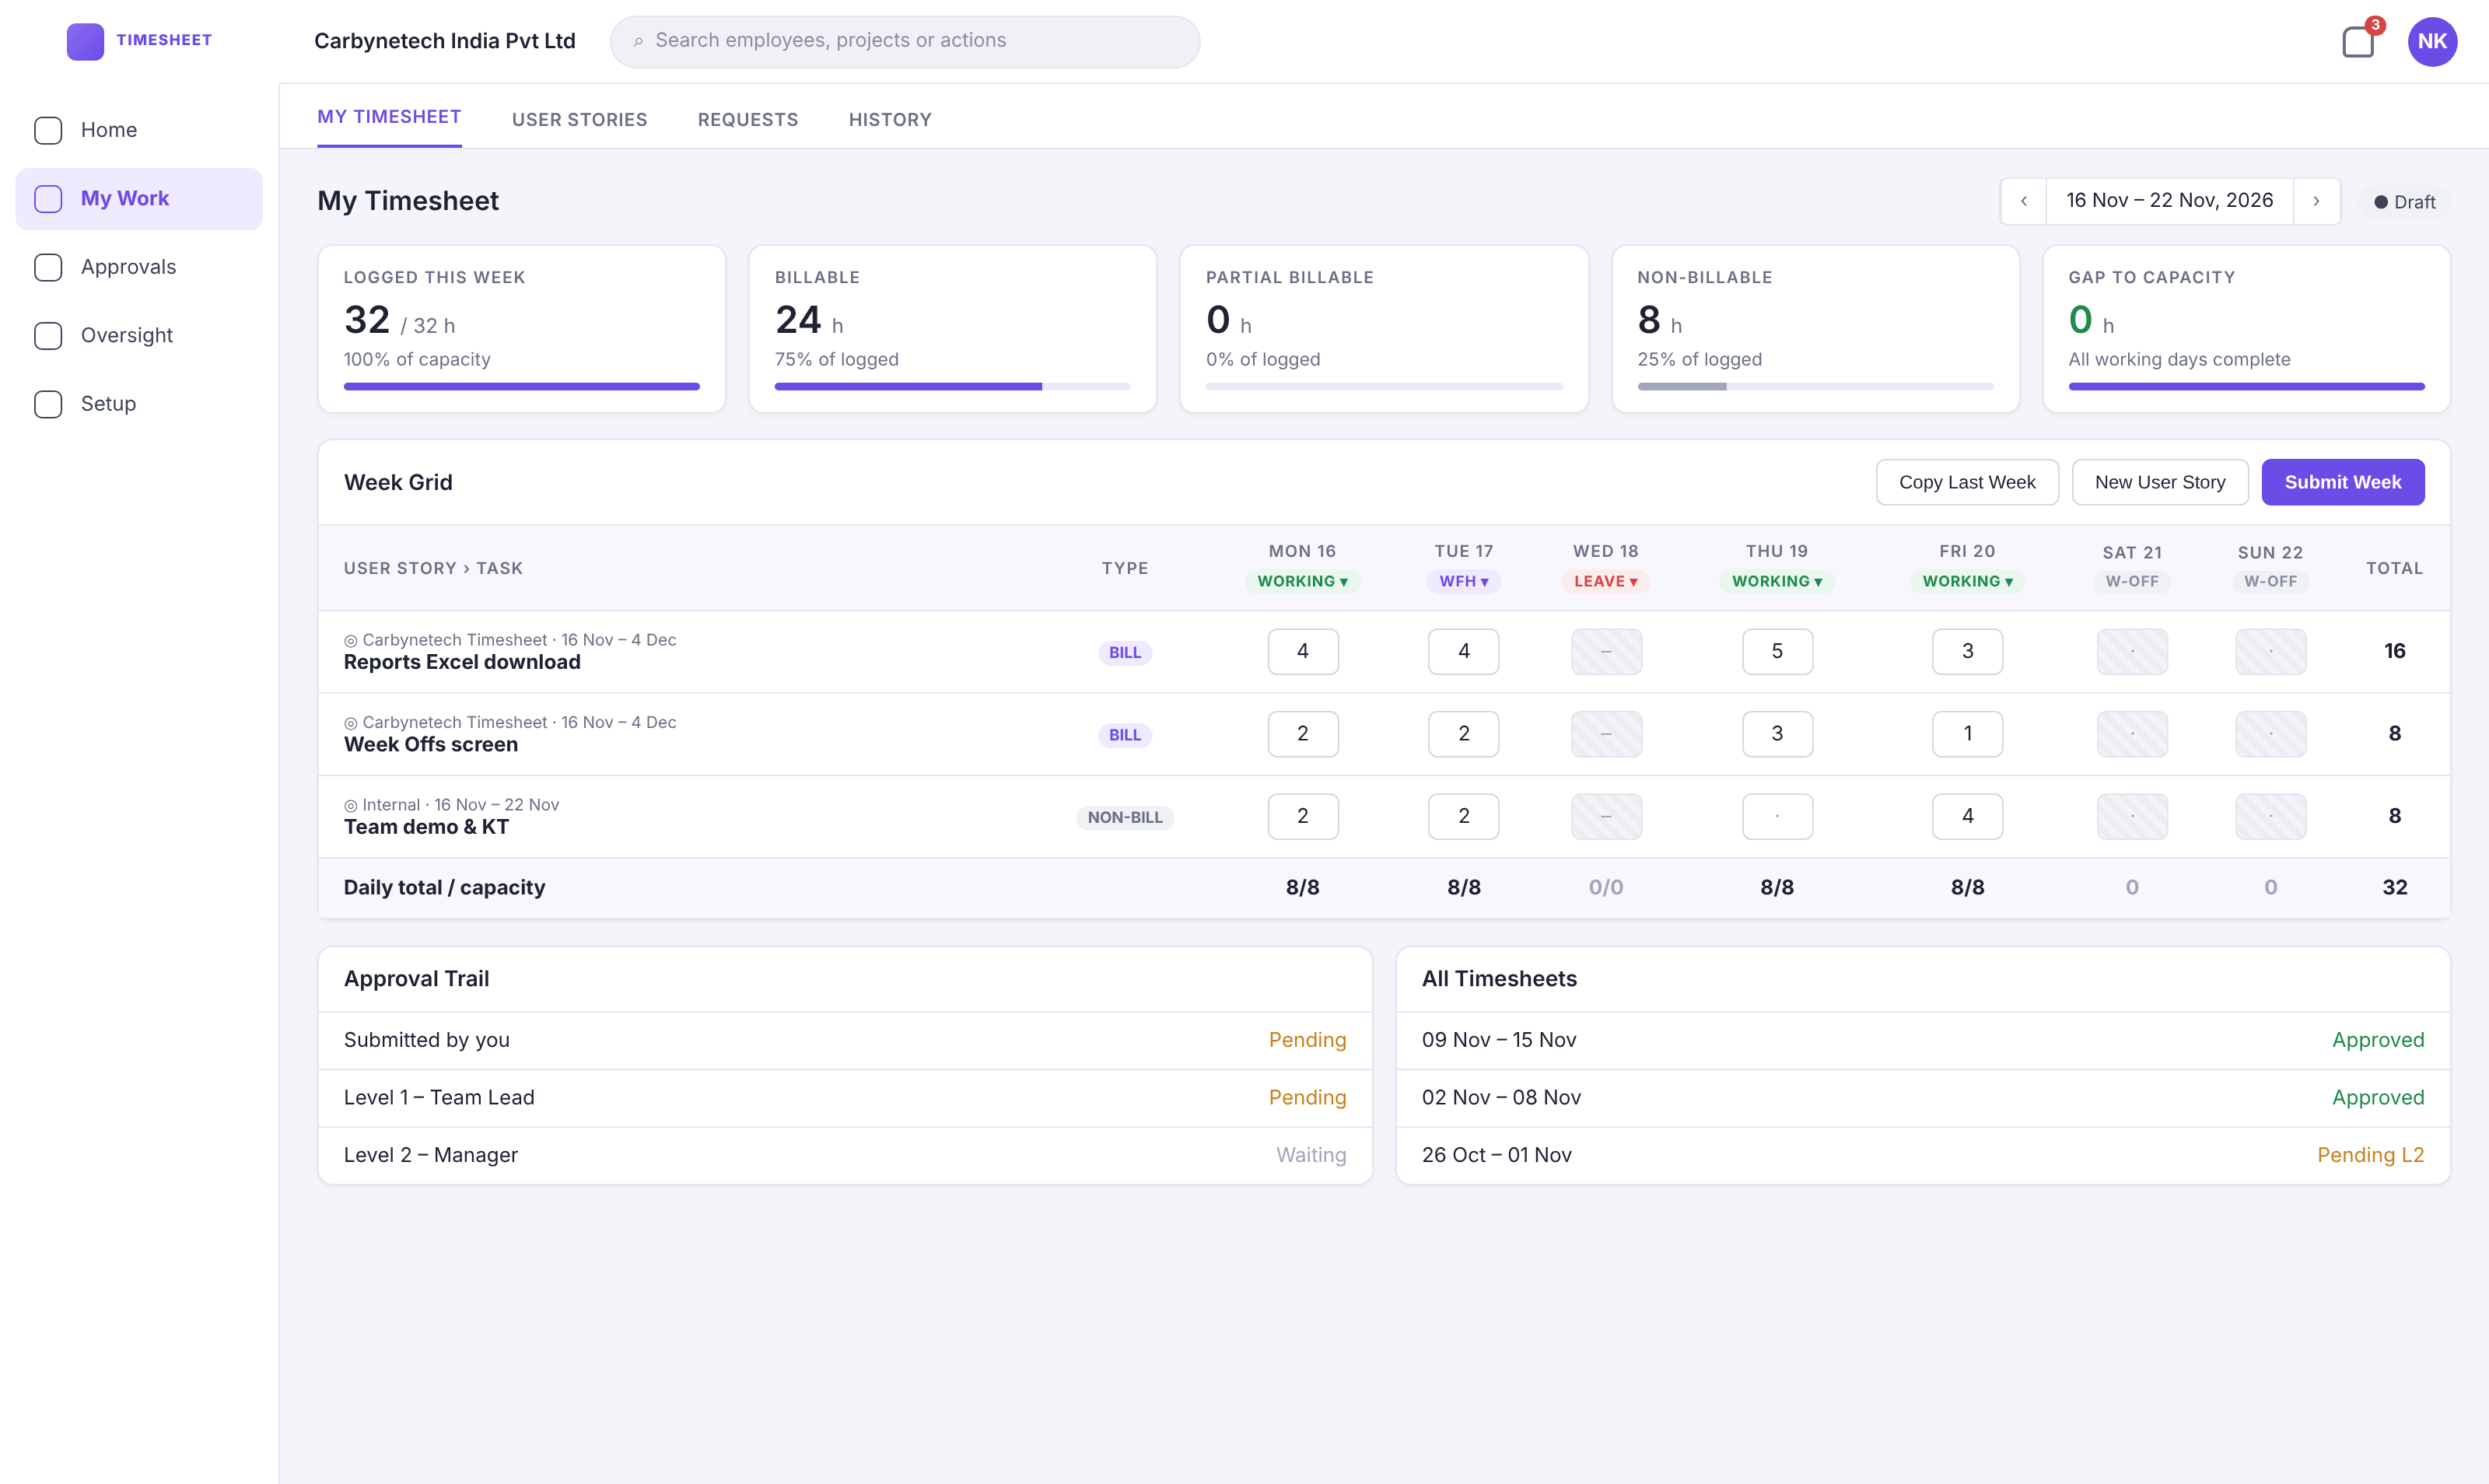 TIMESHEET
Carbynetech India Pvt Ltd
Search employees, projects or actions
3
NK
Home
My Work
Approvals
Oversight
Setup
MY TIMESHEET USER STORIES REQUESTS HISTORY
My Timesheet
‹ 16 Nov – 22 Nov, 2026 ›
Draft
LOGGED THIS WEEK
32 / 32 h
100% of capacity
BILLABLE
24 h
75% of logged
PARTIAL BILLABLE
0 h
0% of logged
NON-BILLABLE
8 h
25% of logged
GAP TO CAPACITY
0 h
All working days complete
Week Grid
Copy Last Week
New User Story
Submit Week
USER STORY › TASK TYPE MON 16 TUE 17 WED 18 THU 19 FRI 20 SAT 21 SUN 22 TOTAL
WORKING ▾ WFH ▾ LEAVE ▾ WORKING ▾ WORKING ▾ W-OFF W-OFF
◎ Carbynetech Timesheet · 16 Nov – 4 Dec
Reports Excel download BILL 4 4 – 5 3 · · 16
◎ Carbynetech Timesheet · 16 Nov – 4 Dec
Week Offs screen BILL 2 2 – 3 1 · · 8
◎ Internal · 16 Nov – 22 Nov
Team demo & KT NON-BILL 2 2 – · 4 · · 8
Daily total / capacity 8/8 8/8 0/0 8/8 8/8 0 0 32
Approval Trail
Submitted by you Pending
Level 1 – Team Lead Pending
Level 2 – Manager Waiting
All Timesheets
09 Nov – 15 Nov Approved
02 Nov – 08 Nov Approved
26 Oct – 01 Nov Pending L2